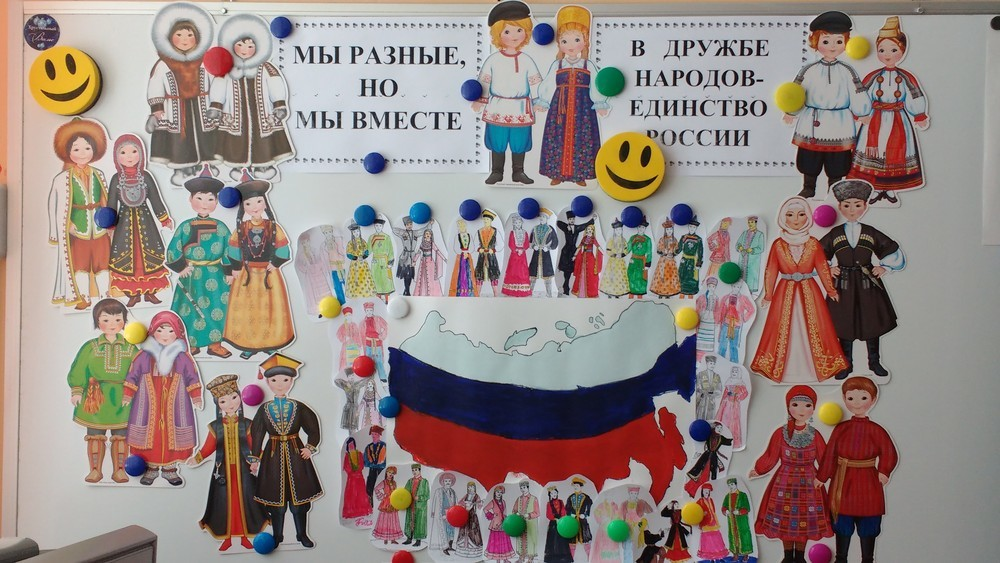 МЫ РАЗНЫЕ,
НО
МЫ ВМЕСТЕ
В ДРУЖБЕ
НАРОДОВ-
ЕДИНСТВО
РОССИИ